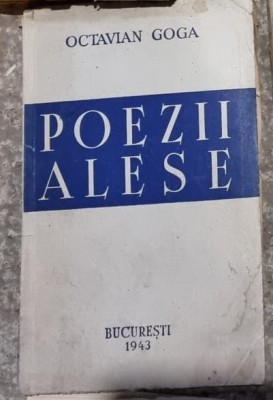 OCTAVIAN GOGA
POEZII
ALESE
BUCUREȘTI
1943